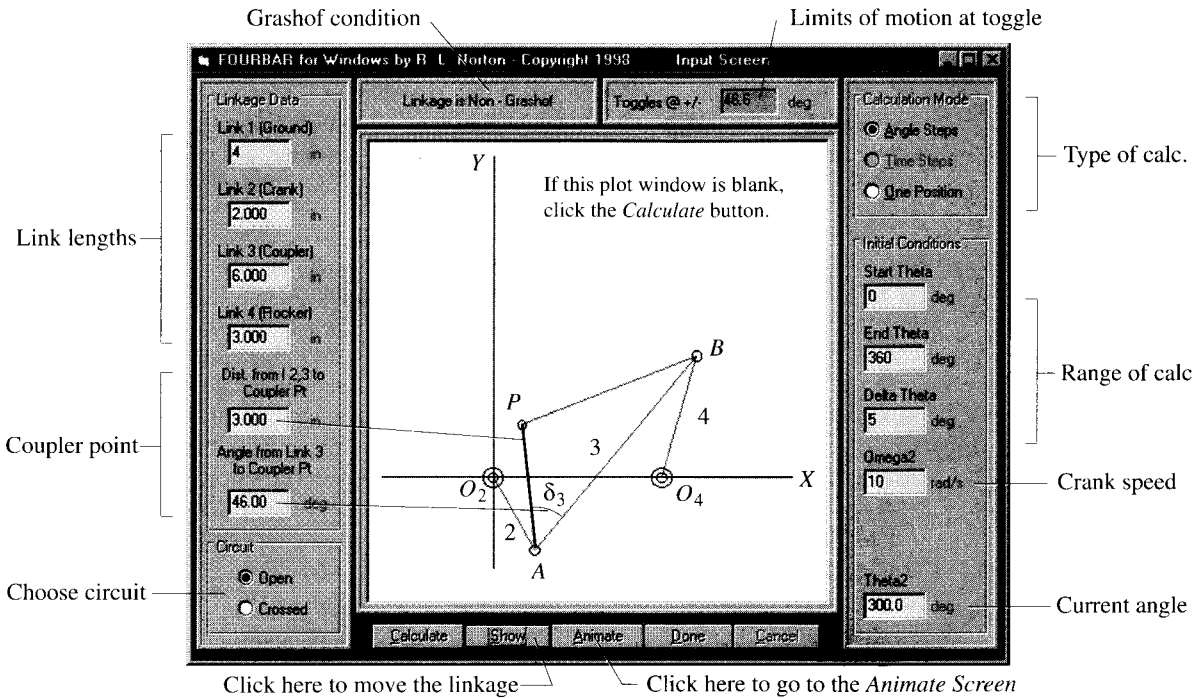 Grashof condition
Limits of motion at toggle
FOURBAR for Windows by R L Norton - Copyright 1998 Input Screen
Linkage Data
Link 1 (Ground)
4 in
Link 2 (Crank)
2.000 in
Link 3 (Coupler)
6.000 in
Link 4 (Rocker)
3.000 in
Dist. from I 2,3 to
Coupler Pt
3.000 in
Angle from Link 3
to Coupler Pt
46.00 deg
Circuit
Open
Crossed
Link lengths
Coupler point
Choose circuit
Linkage is Non - Grashof
Toggles @ +/- 46.6 deg
Y
If this plot window is blank,
click the Calculate button.
B
P
4
3
O2
δ3
O4
X
2
A
Calculate Show Animate Done Cancel
Calculation Mode
Angle Steps
Time Steps
One Position
Initial Conditions
Start Theta
0 deg
End Theta
360 deg
Delta Theta
5 deg
Omega2
10 rad/s
Theta2
300.0 deg
Type of calc.
Range of calc
Crank speed
Current angle
Click here to move the linkage
Click here to go to the Animate Screen